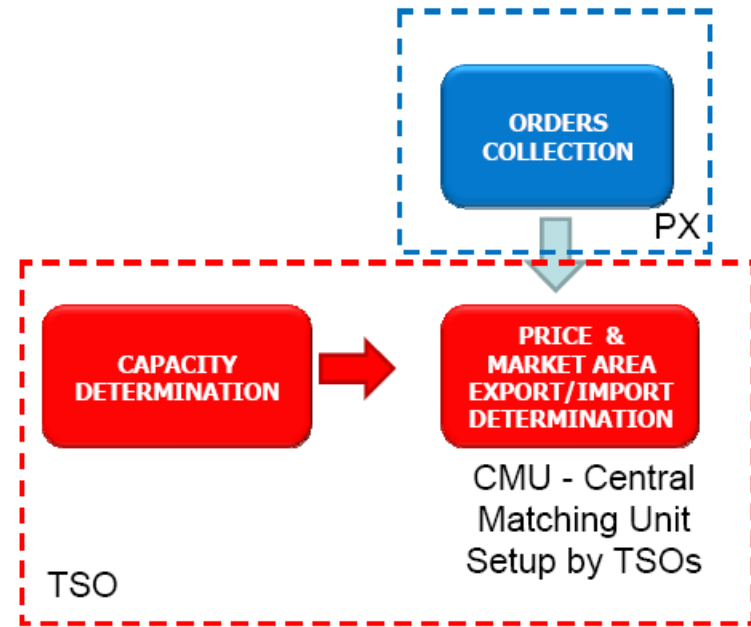 ORDERS
COLLECTION
PX
CAPACITY
DETERMINATION
PRICE &
MARKET AREA
EXPORT/IMPORT
DETERMINATION
CMU - Central
Matching Unit
Setup by TSOs
TSO